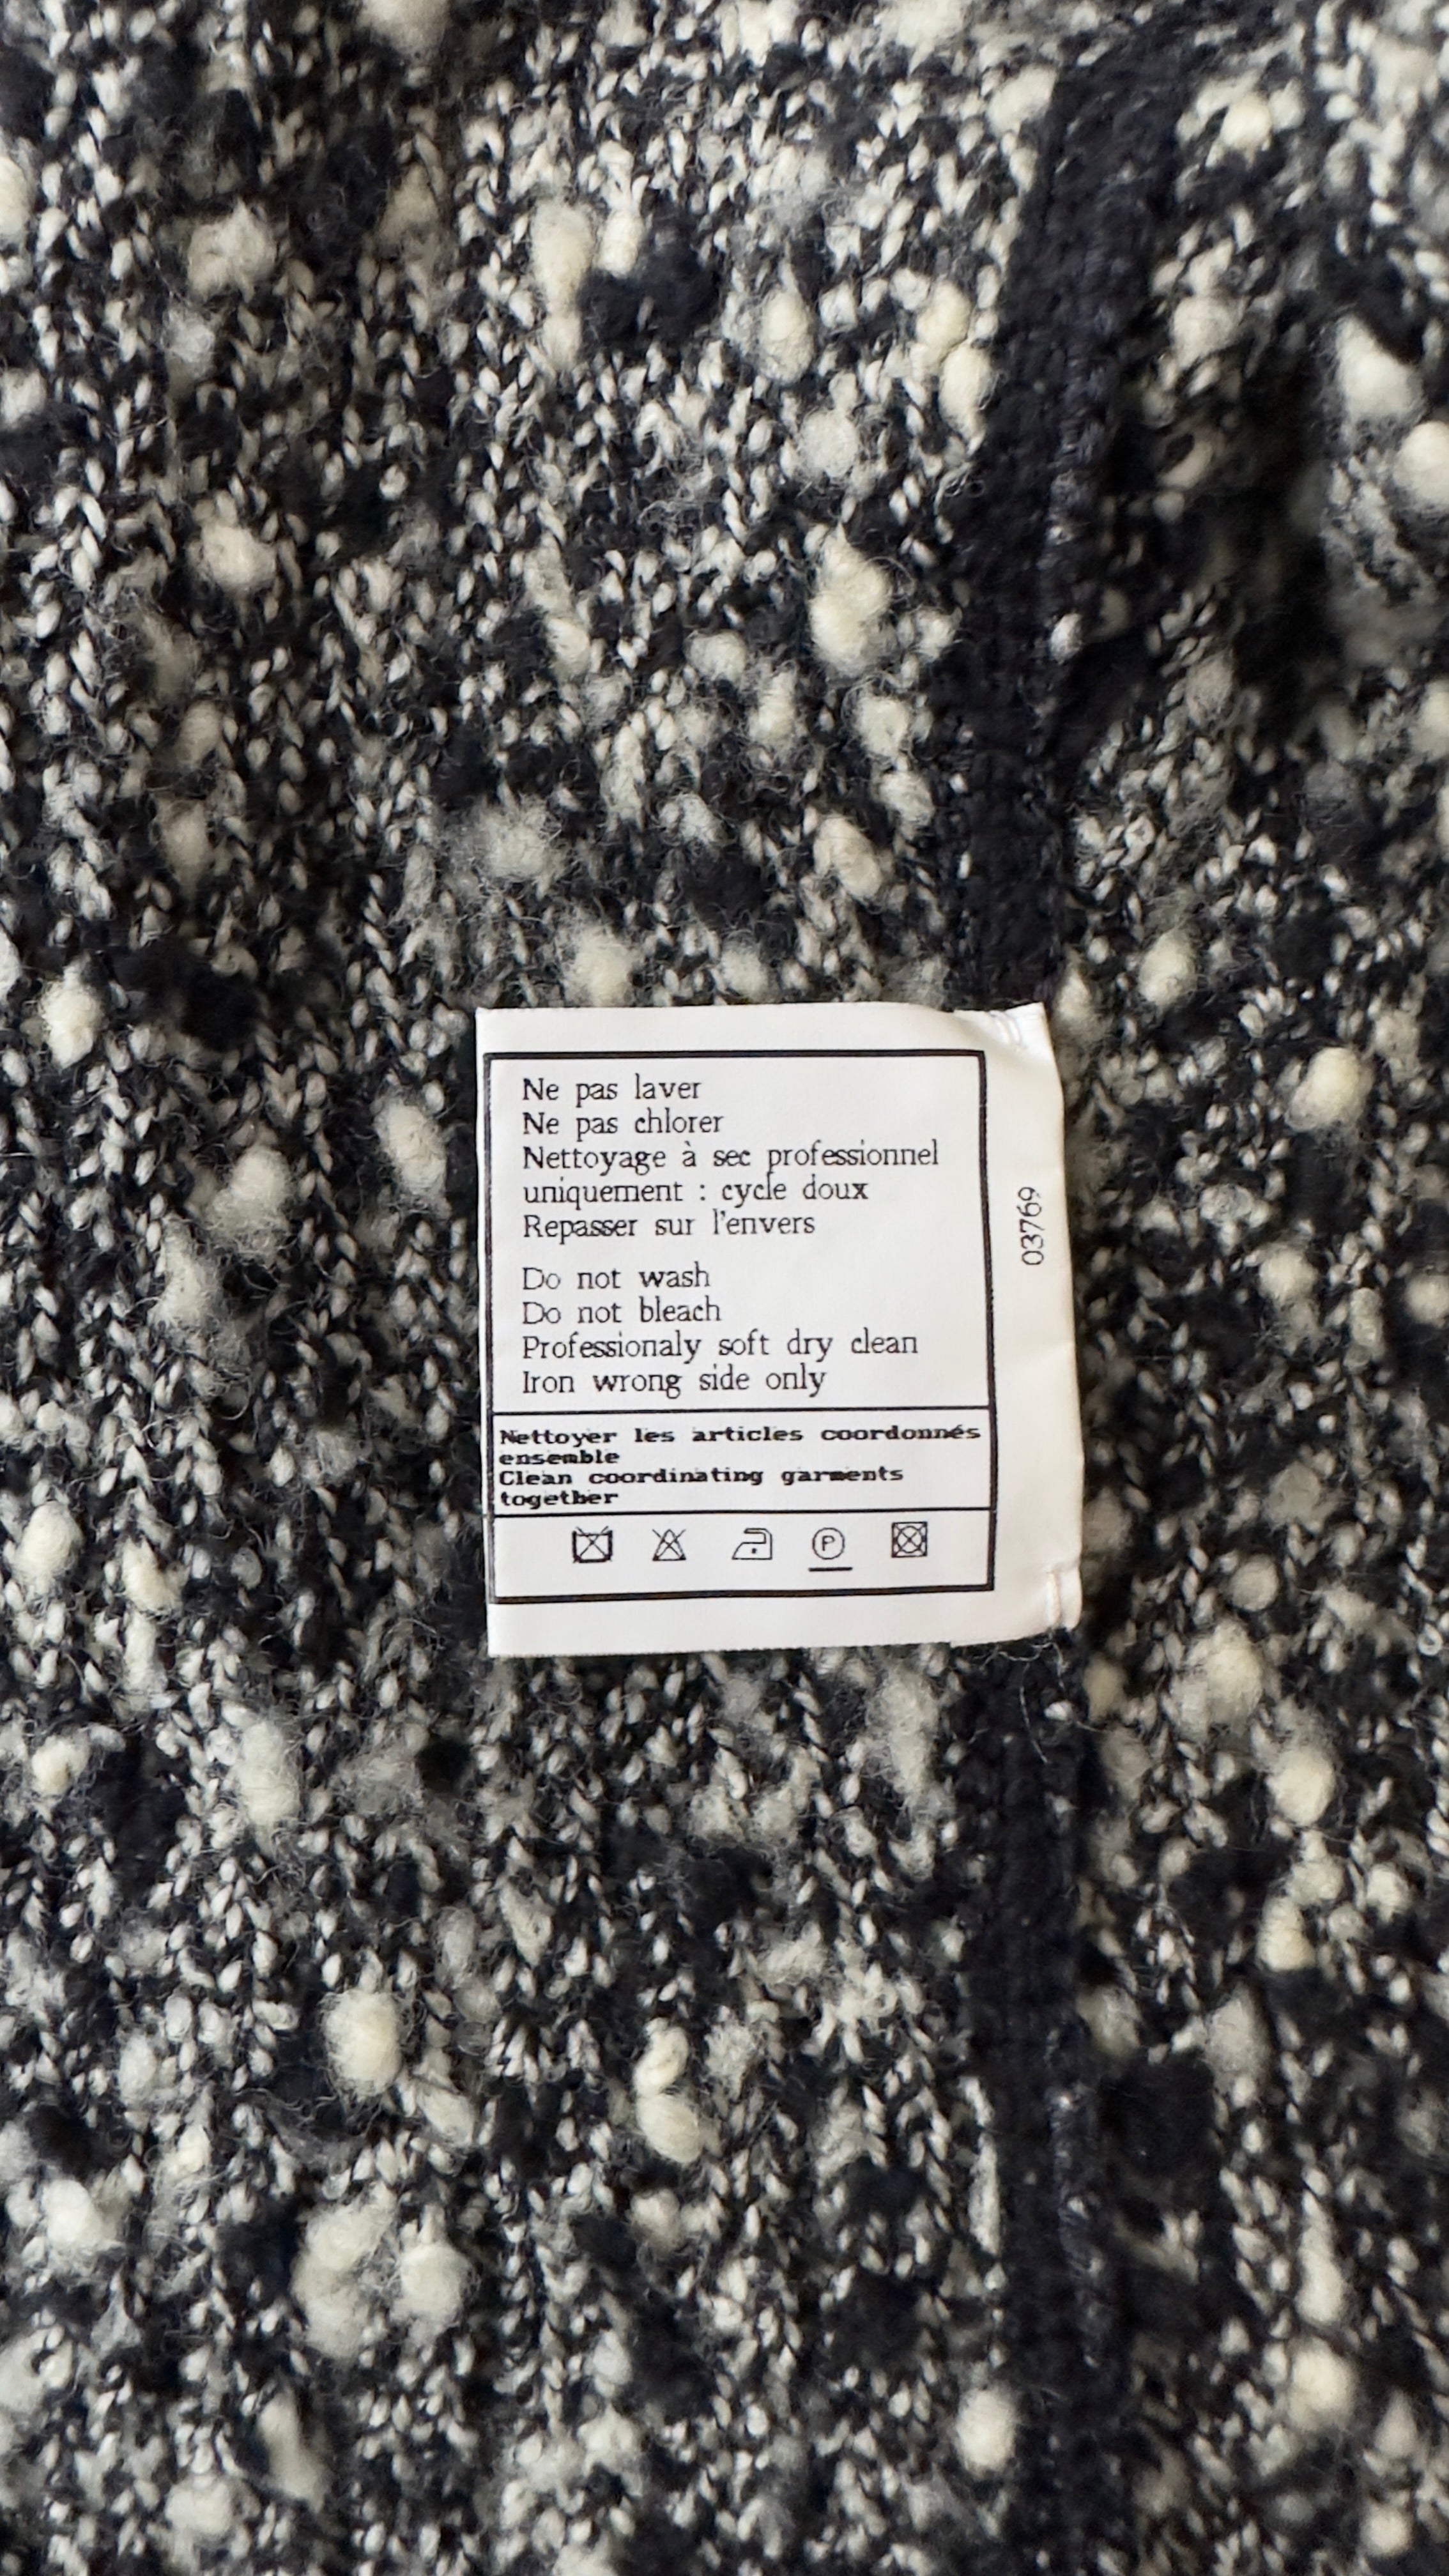 Ne pas laver
Ne pas chlorer
Nettoyage à sec professionnel
uniquement : cycle doux
Repasser sur l'envers
Do not wash
Do not bleach
Professionaly soft dry clean
Iron wrong side only
Nettoyer les articles coordonnés
ensemble
Clean coordinating garments
together
P
03769